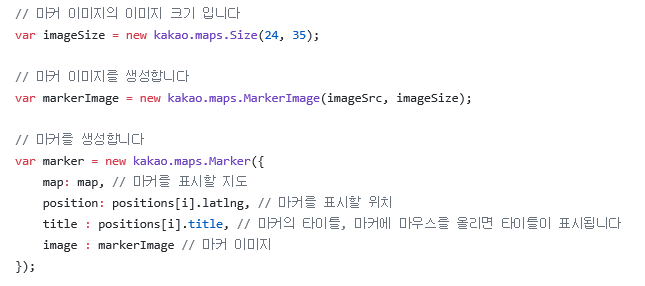 // 마커 이미지의 이미지 크기 입니다
var imageSize = new kakao.maps.Size(24, 35);

// 마커 이미지를 생성합니다
var markerImage = new kakao.maps.MarkerImage(imageSrc, imageSize);

// 마커를 생성합니다
var marker = new kakao.maps.Marker({
    map: map, // 마커를 표시할 지도
    position: positions[i].latlng, // 마커를 표시할 위치
    title : positions[i].title, // 마커의 타이틀, 마커에 마우스를 올리면 타이틀이 표시됩니다
    image : markerImage // 마커 이미지
});